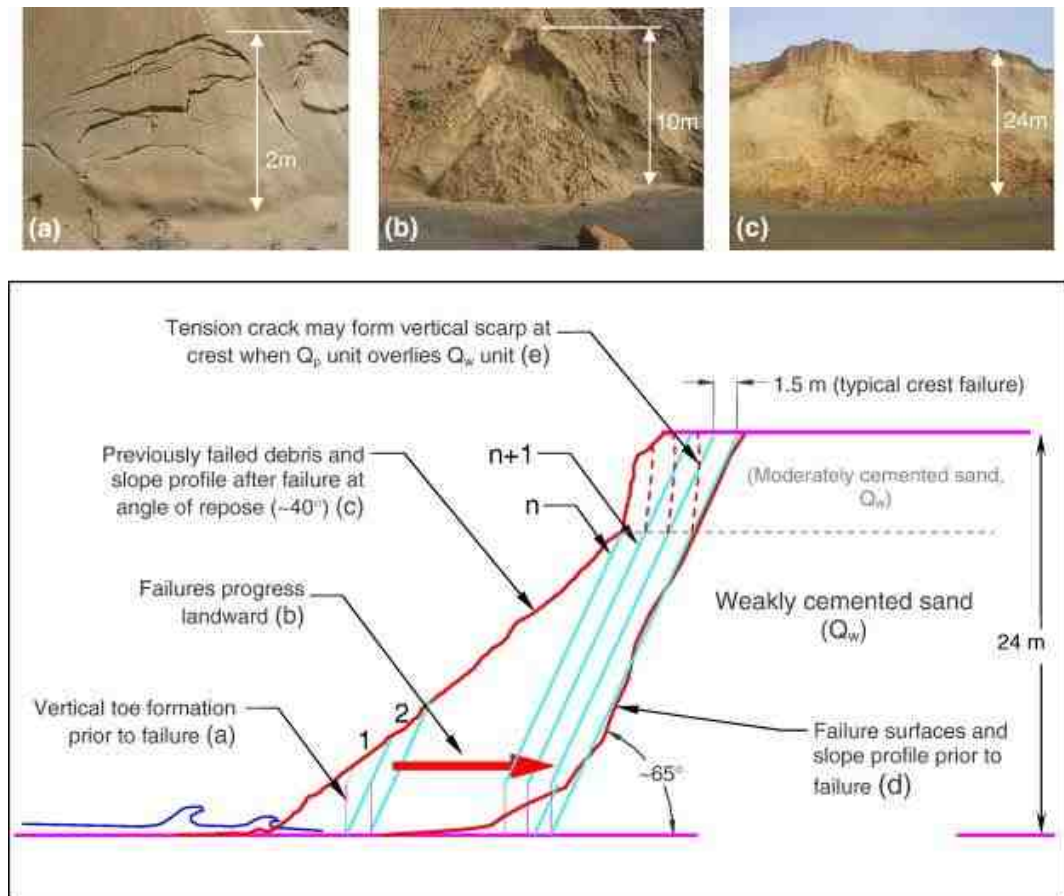 2m
(a)
10m
(b)
24m
(c)
Tension crack may form vertical scarp at
crest when Qₚ unit overlies Q_w unit (e)
1.5 m (typical crest failure)
Previously failed debris and
slope profile after failure at
angle of repose (~40°) (c)
n+1
n
(Moderately cemented sand,
Q_w)
Failures progress
landward (b)
Weakly cemented sand
(Q_w)
24 m
Vertical toe formation
prior to failure (a)
1
2
~65°
Failure surfaces and
slope profile prior to
failure (d)